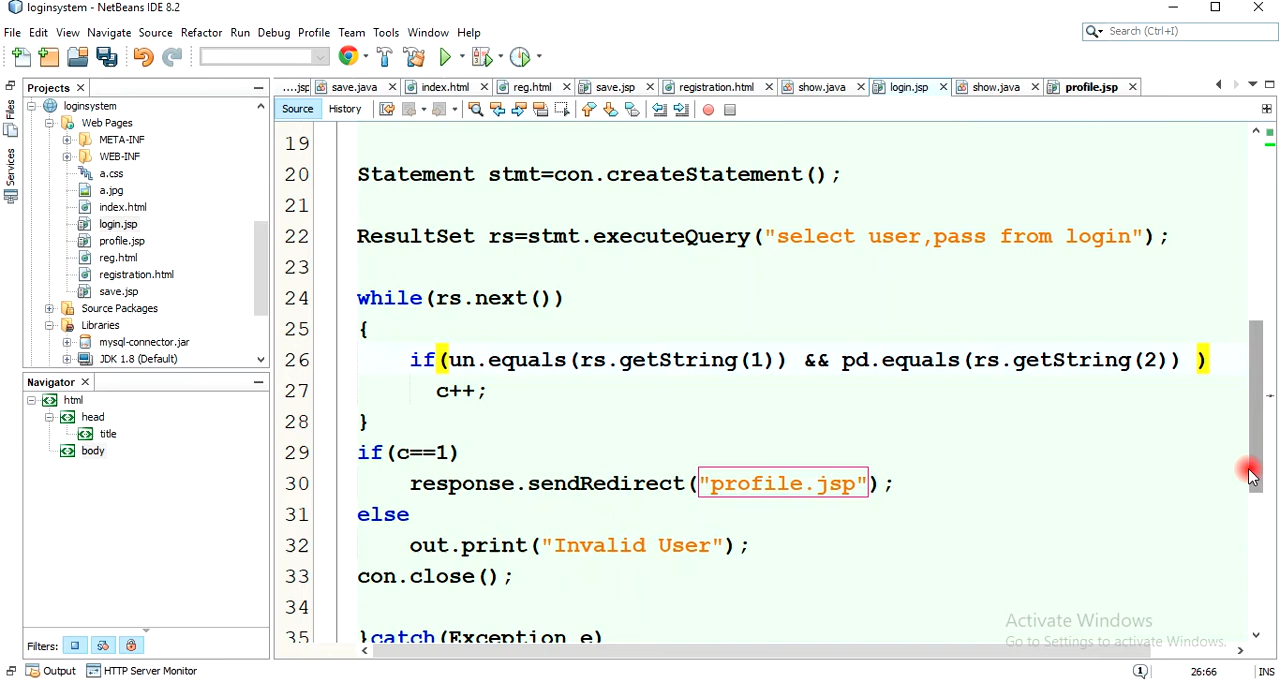 loginsystem - NetBeans IDE 8.2
File Edit View Navigate Source Refactor Run Debug Profile Team Tools Window Help
Search (Ctrl+I)
Projects
....jsp save.java index.html reg.html save.jsp registration.html show.java login.jsp show.java profile.jsp
Source History
Files
Services
loginsystem
Web Pages
META-INF
WEB-INF
a.css
a.jpg
index.html
login.jsp
profile.jsp
reg.html
registration.html
save.jsp
Source Packages
Libraries
mysql-connector.jar
JDK 1.8 (Default)
Navigator
html
head
title
body
Filters:
19
20 Statement stmt=con.createStatement();
21
22 ResultSet rs=stmt.executeQuery("select user,pass from login");
23
24 while(rs.next())
25 {
26 if(un.equals(rs.getString(1)) && pd.equals(rs.getString(2)) )
27 c++;
28 }
29 if(c==1)
30 response.sendRedirect("profile.jsp");
31 else
32 out.print("Invalid User");
33 con.close();
34
35 }catch(Exception e)
Activate Windows
Go to Settings to activate Windows.
Output HTTP Server Monitor
1 26:66 INS